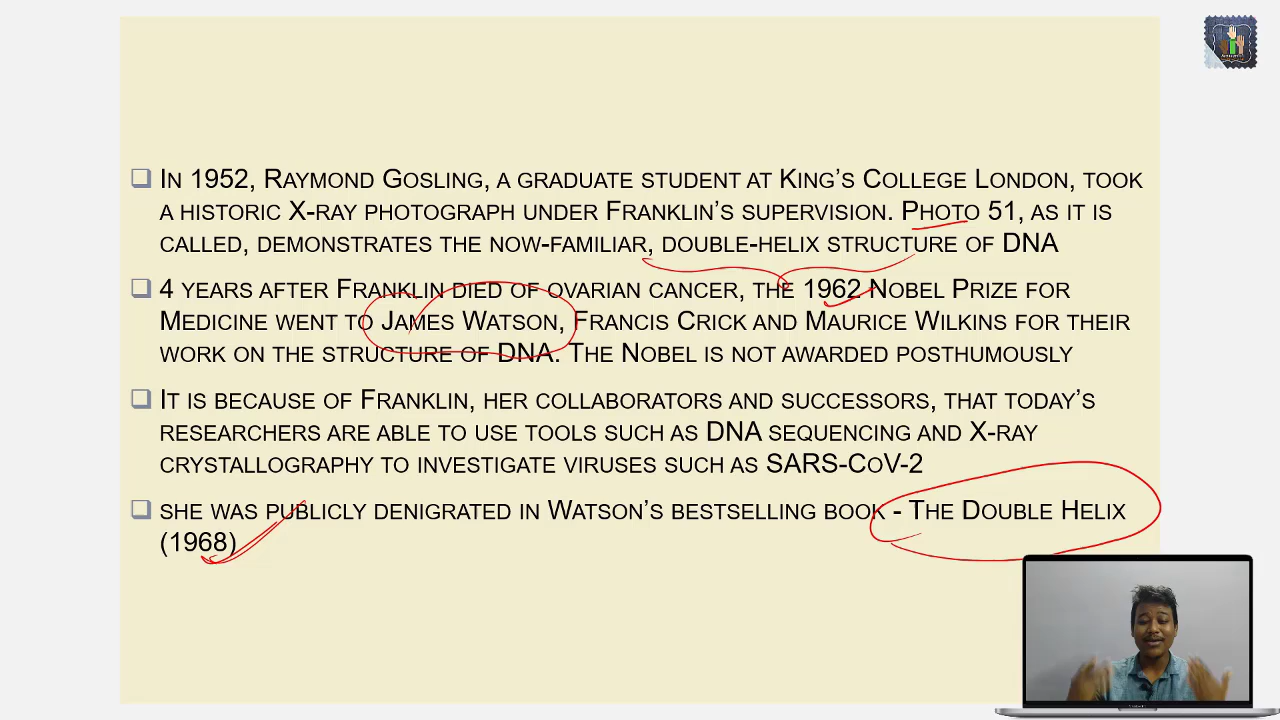 In 1952, Raymond Gosling, a graduate student at King’s College London, took
a historic X-ray photograph under Franklin’s supervision. Photo 51, as it is
called, demonstrates the now-familiar, double-helix structure of DNA
4 years after Franklin died of ovarian cancer, the 1962 Nobel Prize for
Medicine went to James Watson, Francis Crick and Maurice Wilkins for their
work on the structure of DNA. The Nobel is not awarded posthumously
It is because of Franklin, her collaborators and successors, that today’s
researchers are able to use tools such as DNA sequencing and X-ray
crystallography to investigate viruses such as SARS-CoV-2
she was publicly denigrated in Watson’s bestselling book - The Double Helix
(1968)